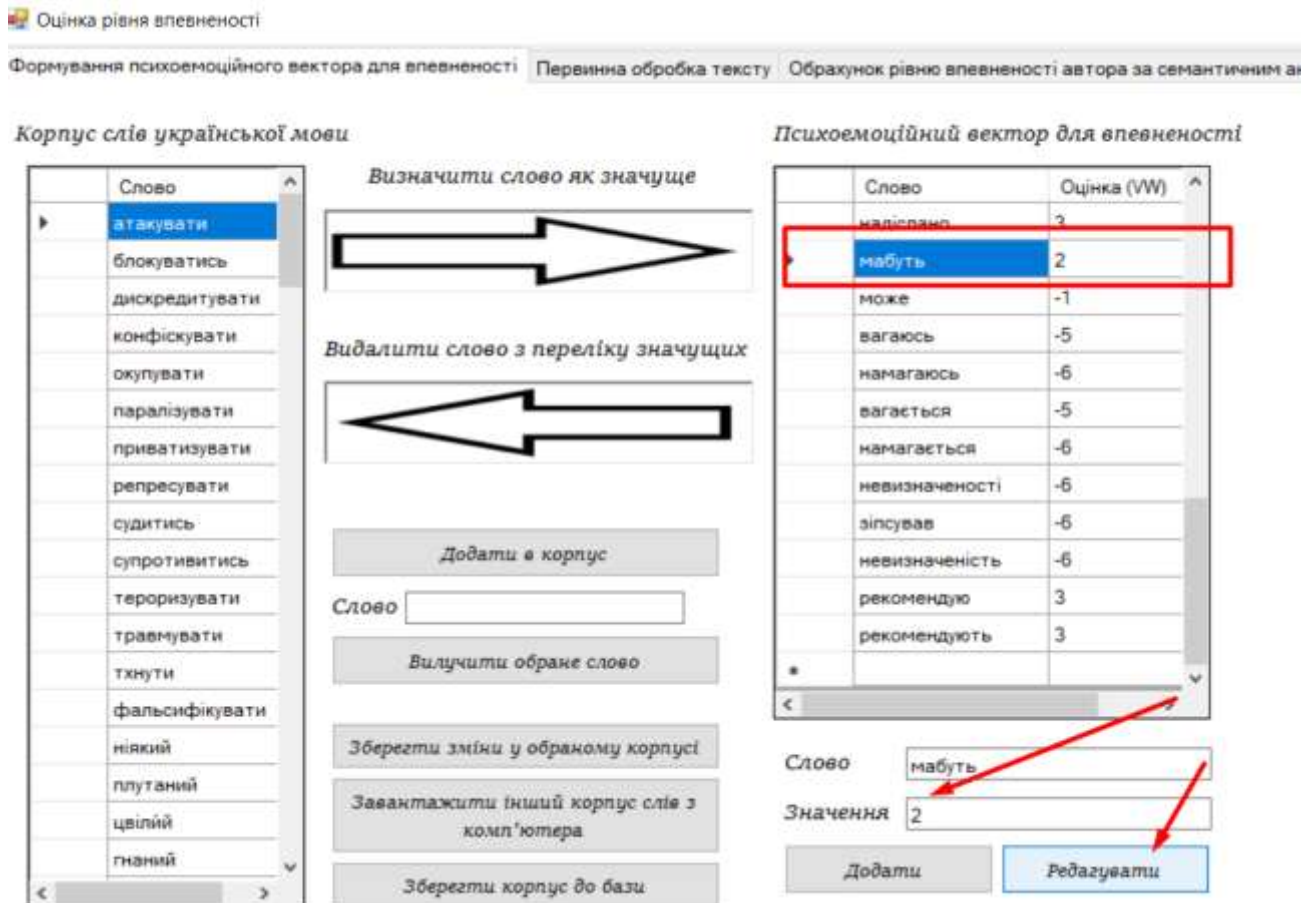 Оцінка рівня впевненості
Формування психоемоційного вектора для впевненості
Первинна обробка тексту
Обрахунок рівню впевненості автора за семантичним ан
Корпус слів української мови
Слово
атакувати
блокуватись
дискредитувати
конфіскувати
окупувати
паралізувати
приватизувати
репресувати
судитись
супротивитись
тероризувати
травмувати
тхнути
фальсифікувати
ніякий
плутаний
цвілий
гнаний
Визначити слово як значуще
Видалити слово з переліку значущих
Додати в корпус
Слово
Вилучити обране слово
Зберегти зміни у обраному корпусі
Завантажити інший корпус слів з
комп'ютера
Зберегти корпус до бази
Психоемоційний вектор для впевненості
Слово Оцінка (VW)
надіслано 3
мабуть 2
може -1
вагаюсь -5
намагаюсь -6
вагається -5
намагається -6
невизначеності -6
зіпсував -6
невизначеність -6
рекомендую 3
рекомендують 3
*
Слово мабуть
Значення 2
Додати
Редагувати